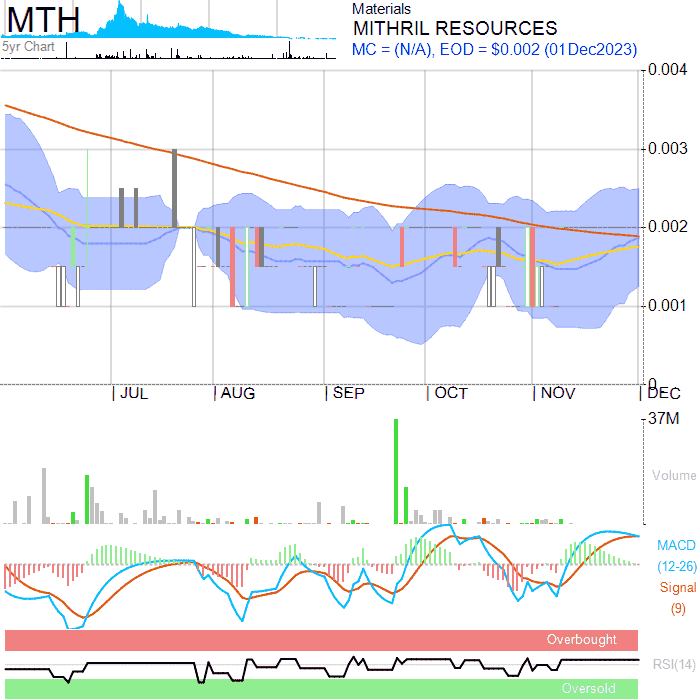 MTH
5yr Chart
Materials
MITHRIL RESOURCES
MC = (N/A), EOD = $0.002 (01Dec2023)
0.004
0.003
0.002
0.001
0
JUL
AUG
SEP
OCT
NOV
DEC
37M
Volume
MACD
(12-26)
Signal
(9)
Overbought
RSI(14)
Oversold